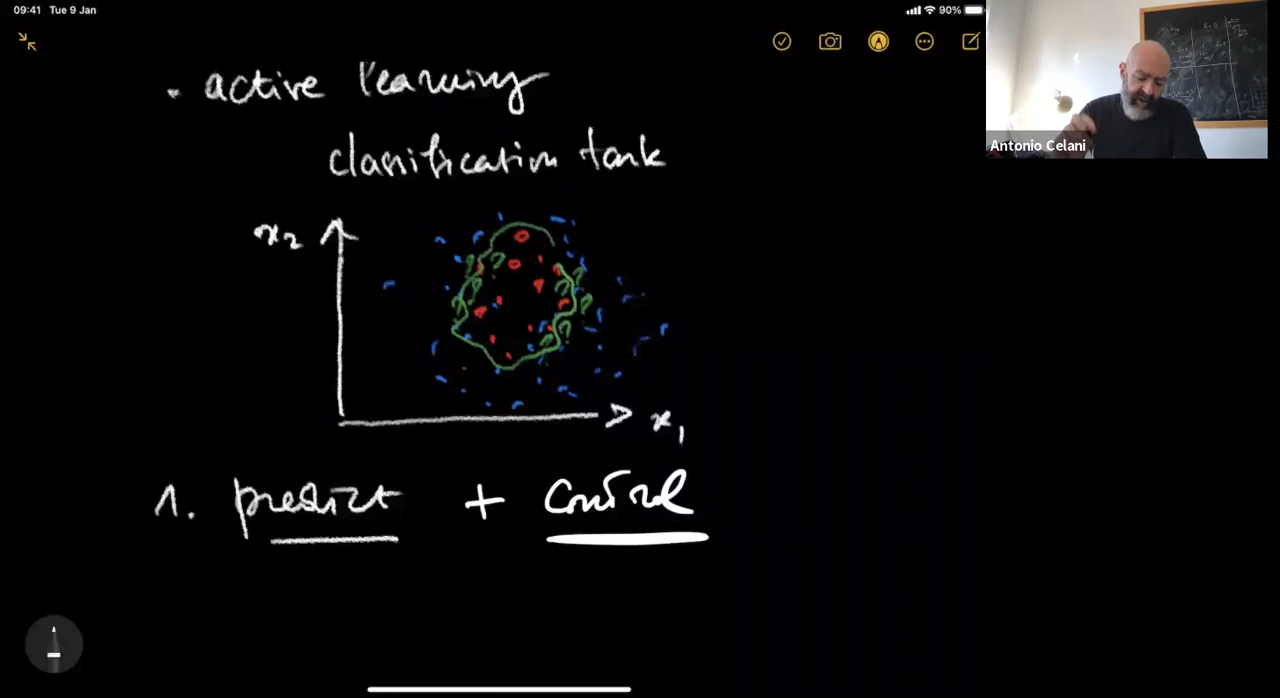 09:41 Tue 9 Jan
90%
Antonio Celani
. active learning
classification task
x2
? ? ? ? ? ? ? ?
x1
1. predict + control